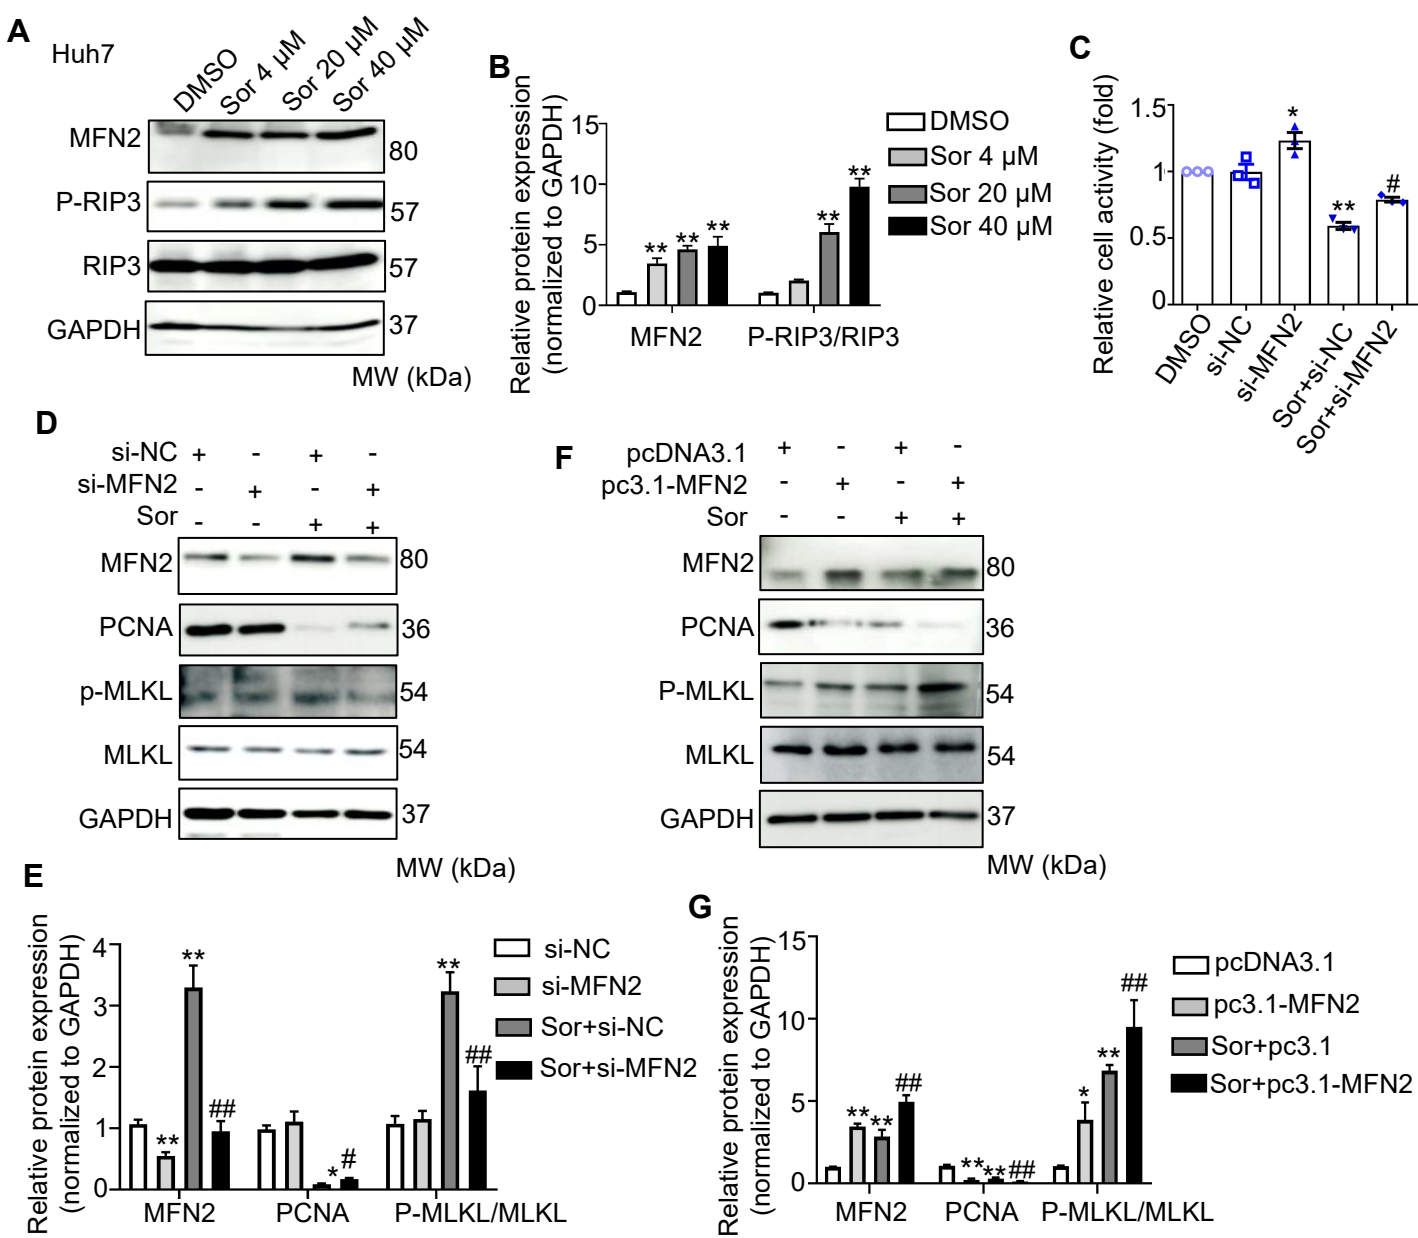 A
Huh7
DMSO
Sor 4 µM
Sor 20 µM
Sor 40 µM
MFN2
80
P-RIP3
57
RIP3
57
GAPDH
37
MW (kDa)
B
Relative protein expression
(normalized to GAPDH)
15
10
5
0
** ** **
** **
MFN2
P-RIP3/RIP3
DMSO
Sor 4 µM
Sor 20 µM
Sor 40 µM
C
Relative cell activity (fold)
1.5
1
0.5
0
*
**
#
DMSO
si-NC
si-MFN2
Sor+si-NC
Sor+si-MFN2
D
si-NC + - + -
si-MFN2 - + - +
Sor - - + +
MFN2 80
PCNA 36
p-MLKL 54
MLKL 54
GAPDH 37
MW (kDa)
F
pcDNA3.1 + - + -
pc3.1-MFN2 - + - +
Sor - - + +
MFN2 80
PCNA 36
P-MLKL 54
MLKL 54
GAPDH 37
MW (kDa)
E
Relative protein expression
(normalized to GAPDH)
4
3
2
1
0
** ** ##
* #
** ##
MFN2
PCNA
P-MLKL/MLKL
si-NC
si-MFN2
Sor+si-NC
Sor+si-MFN2
G
Relative protein expression
(normalized to GAPDH)
15
10
5
0
** ** ##
** ** ##
* ** ##
MFN2
PCNA
P-MLKL/MLKL
pcDNA3.1
pc3.1-MFN2
Sor+pc3.1
Sor+pc3.1-MFN2